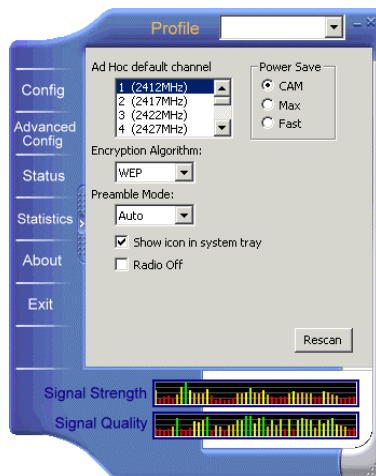 Profile
Config
Advanced
Config
Status
Statistics
About
Exit
Ad Hoc default channel
1 (2412MHz)
2 (2417MHz)
3 (2422MHz)
4 (2427MHz)
Power Save
CAM
Max
Fast
Encryption Algorithm:
WEP
Preamble Mode:
Auto
Show icon in system tray
Radio Off
Rescan
Signal Strength
Signal Quality